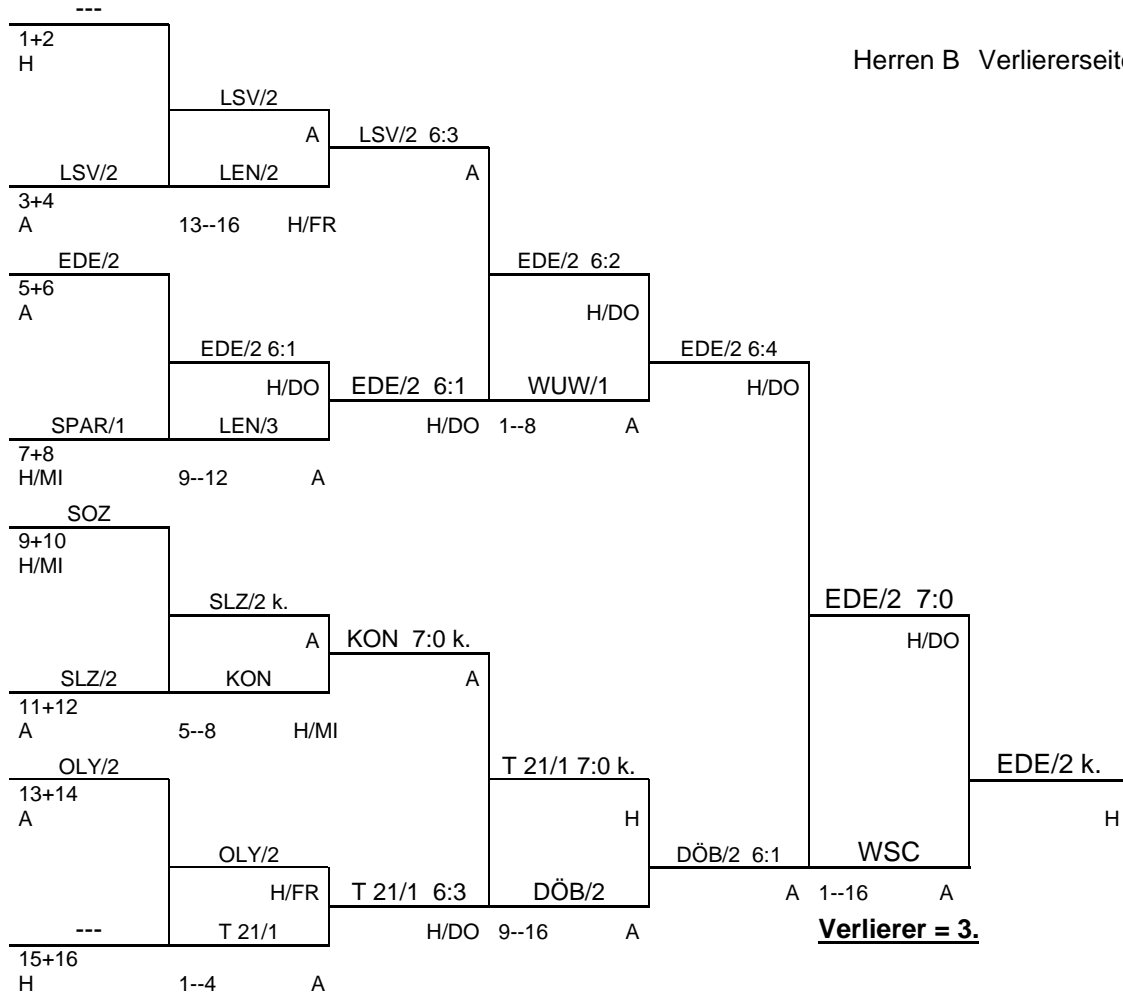 ---
1+2
H
Herren B Verliererseite
LSV/2
A LSV/2 6:3
LSV/2 LEN/2 A
3+4
A 13--16 H/FR
EDE/2 EDE/2 6:2
5+6
A H/DO
EDE/2 6:1 EDE/2 6:4
H/DO EDE/2 6:1 WUW/1 H/DO
SPAR/1 LEN/3 H/DO 1--8 A
7+8
H/MI 9--12 A
SOZ
9+10
H/MI
SLZ/2 k. EDE/2 7:0
A KON 7:0 k. H/DO
SLZ/2 KON A
11+12
A 5--8 H/MI
OLY/2 T 21/1 7:0 k. EDE/2 k.
13+14
A H H
OLY/2 DÖB/2 6:1 WSC
H/FR T 21/1 6:3 DÖB/2 A 1--16 A
--- T 21/1 H/DO 9--16 A Verlierer = 3.
15+16
H 1--4 A